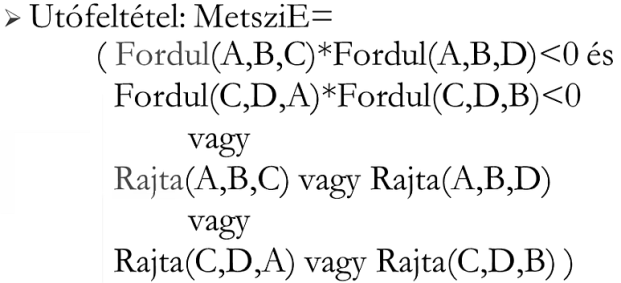 ➢ Utófeltétel: MetsziE=
( Fordul(A,B,C)*Fordul(A,B,D)<0 és
Fordul(C,D,A)*Fordul(C,D,B)<0
vagy
Rajta(A,B,C) vagy Rajta(A,B,D)
vagy
Rajta(C,D,A) vagy Rajta(C,D,B) )